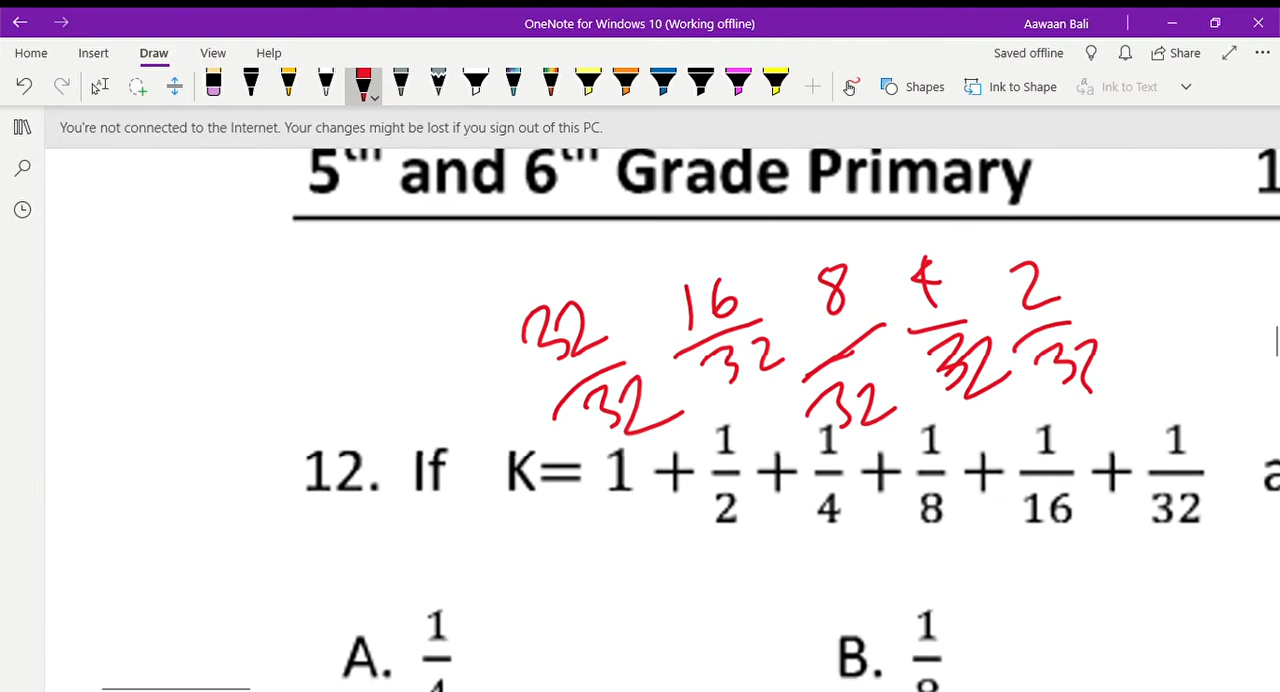 OneNote for Windows 10 (Working offline)
Aawaan Bali
Home Insert Draw View Help
Saved offline Share
Shapes Ink to Shape Ink to Text
You're not connected to the Internet. Your changes might be lost if you sign out of this PC.
5th and 6th Grade Primary 1
32/32 16/32 8/32 4/32 2/32
12. If K= 1 + 1/2 + 1/4 + 1/8 + 1/16 + 1/32
A. 1/4 B. 1/8